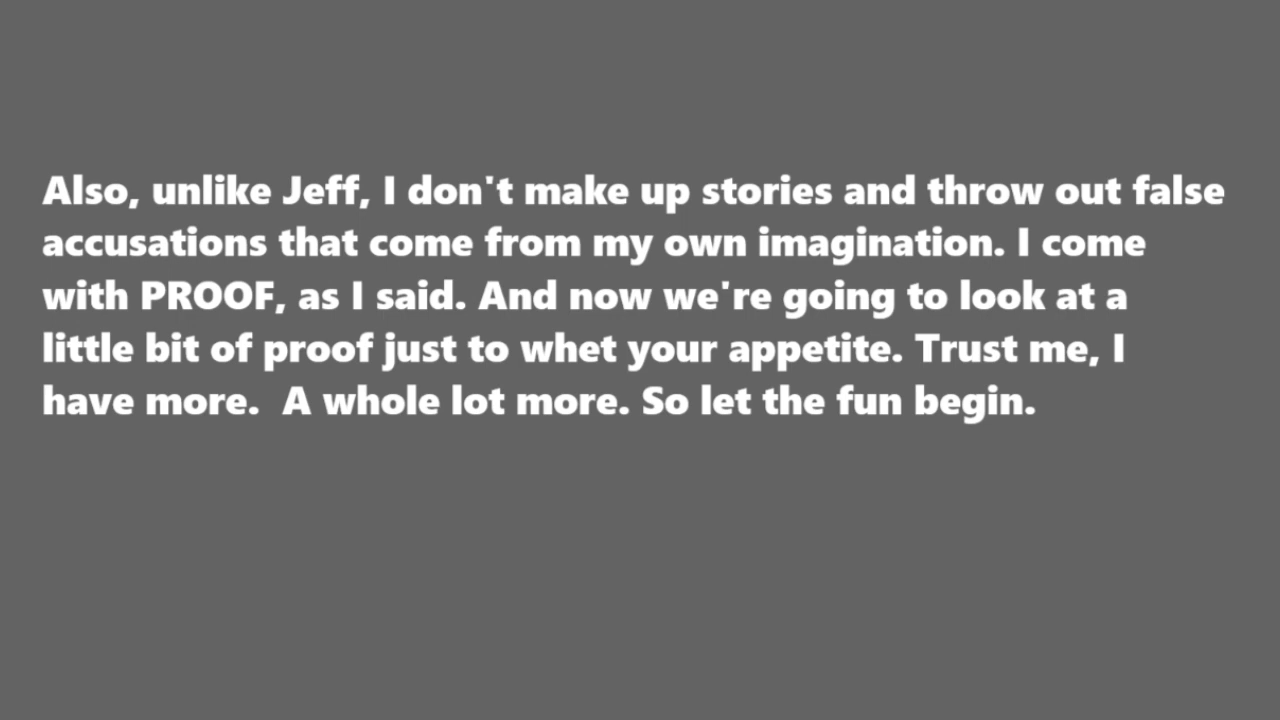 Also, unlike Jeff, I don't make up stories and throw out false
accusations that come from my own imagination. I come
with PROOF, as I said. And now we're going to look at a
little bit of proof just to whet your appetite. Trust me, I
have more.  A whole lot more. So let the fun begin.